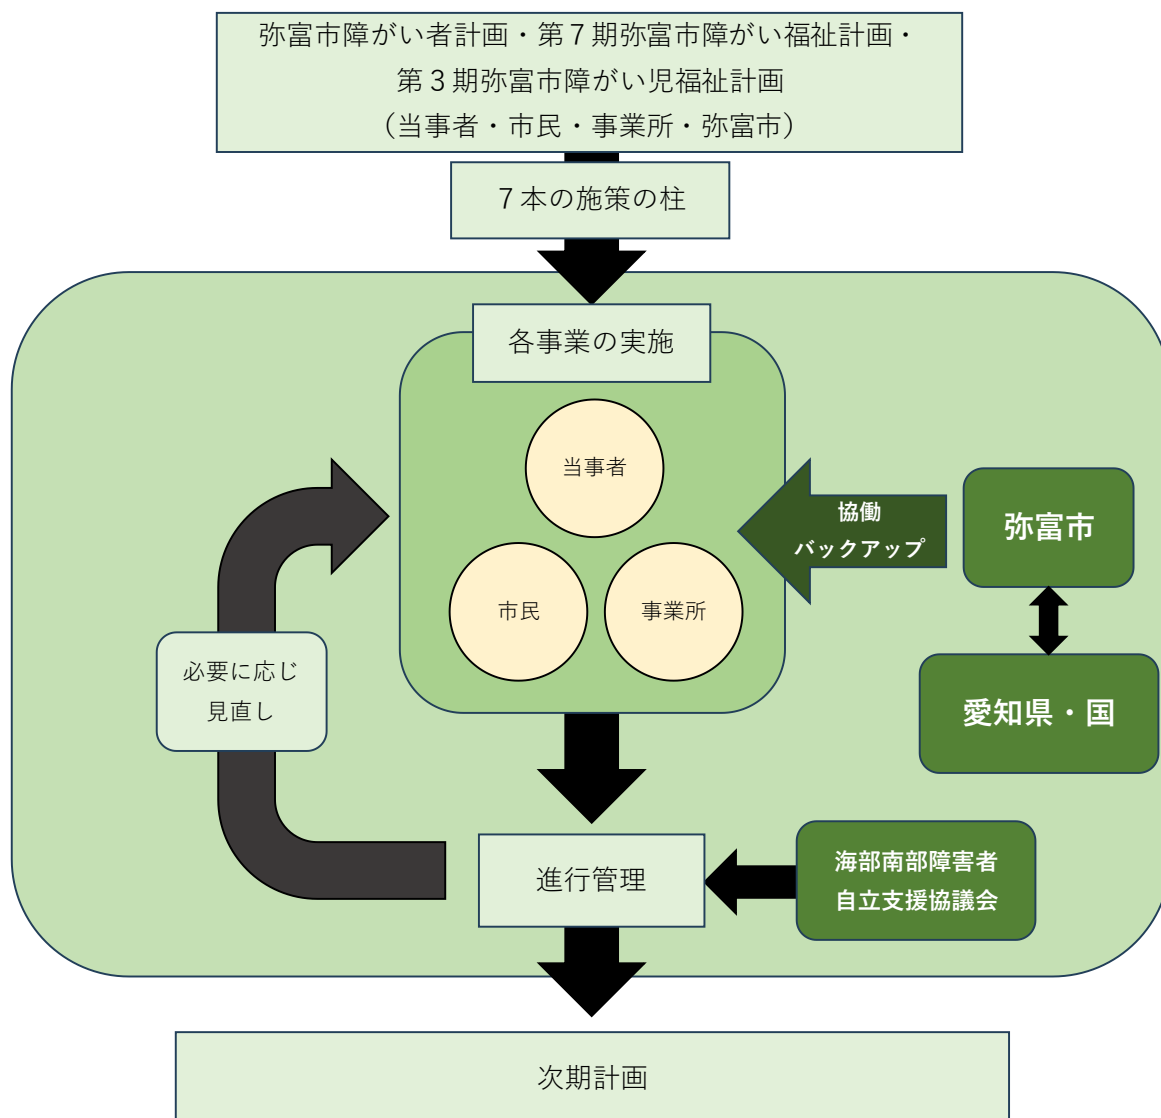 弥富市障がい者計画・第７期弥富市障がい福祉計画・
第３期弥富市障がい児福祉計画
（当事者・市民・事業所・弥富市）
７本の施策の柱
各事業の実施
当事者
市民
事業所
協働
バックアップ
弥富市
愛知県・国
必要に応じ
見直し
進行管理
海部南部障害者
自立支援協議会
次期計画